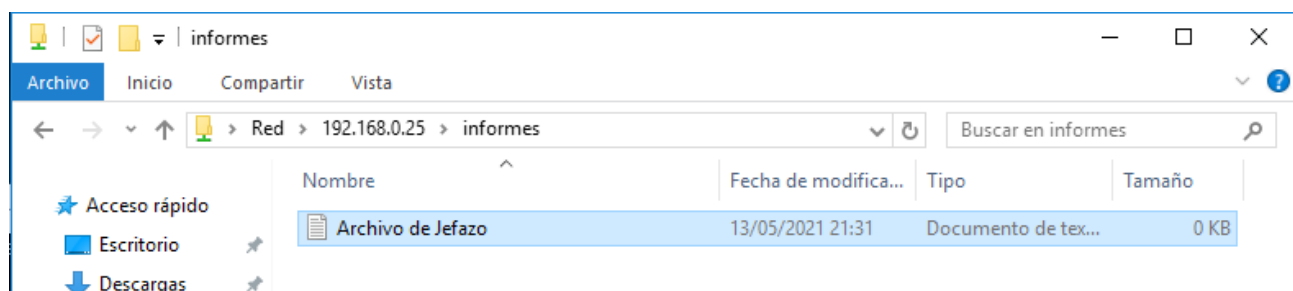 informes
Archivo Inicio Compartir Vista
Red > 192.168.0.25 > informes Buscar en informes
Nombre Fecha de modifica... Tipo Tamaño
Acceso rápido
Archivo de Jefazo 13/05/2021 21:31 Documento de tex... 0 KB
Escritorio
Descargas